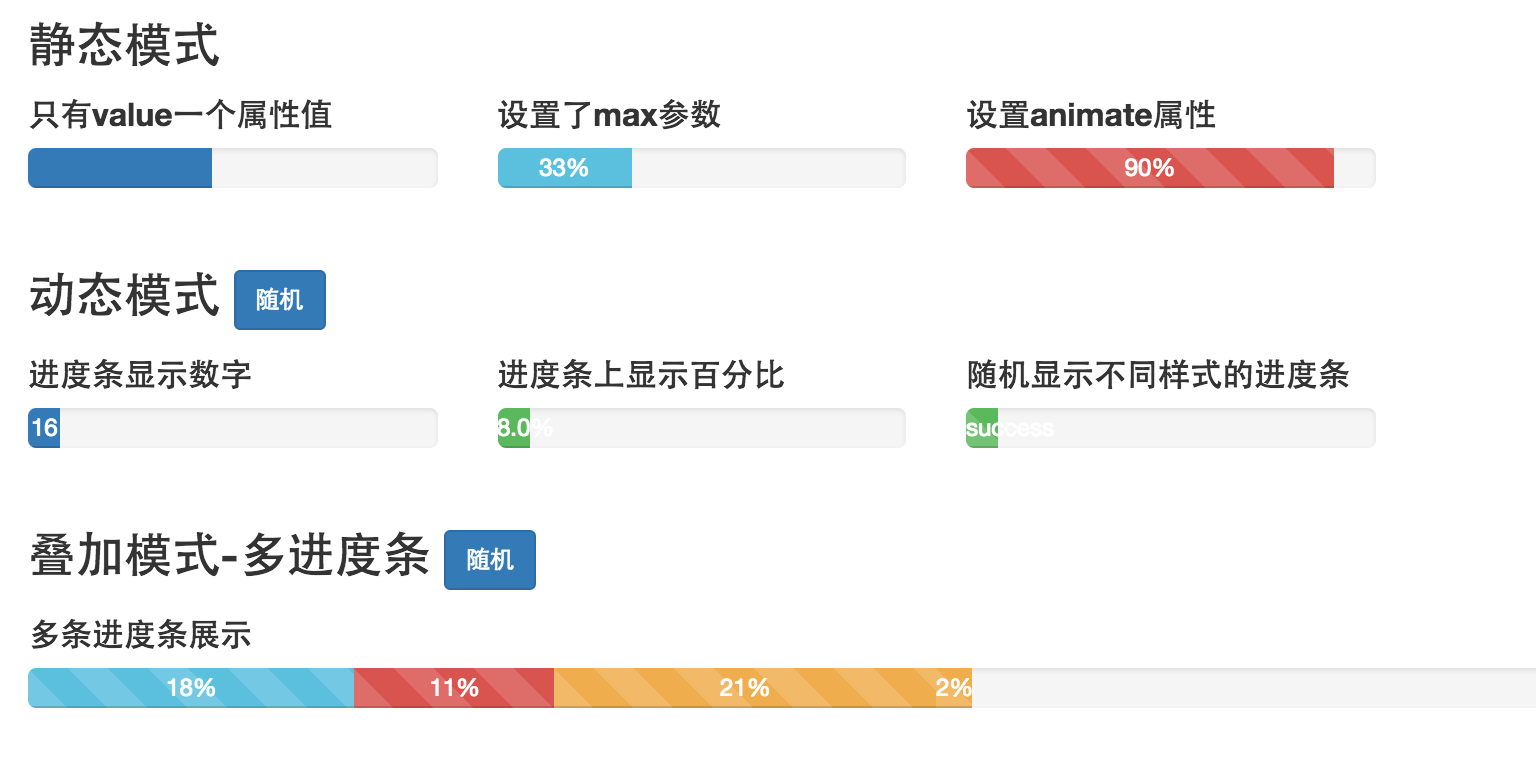 静态模式
只有value一个属性值 设置了max参数 设置animate属性
33% 90%
动态模式 随机
进度条显示数字 进度条上显示百分比 随机显示不同样式的进度条
16 8.0% success
叠加模式-多进度条 随机
多条进度条展示
18% 11% 21% 2%